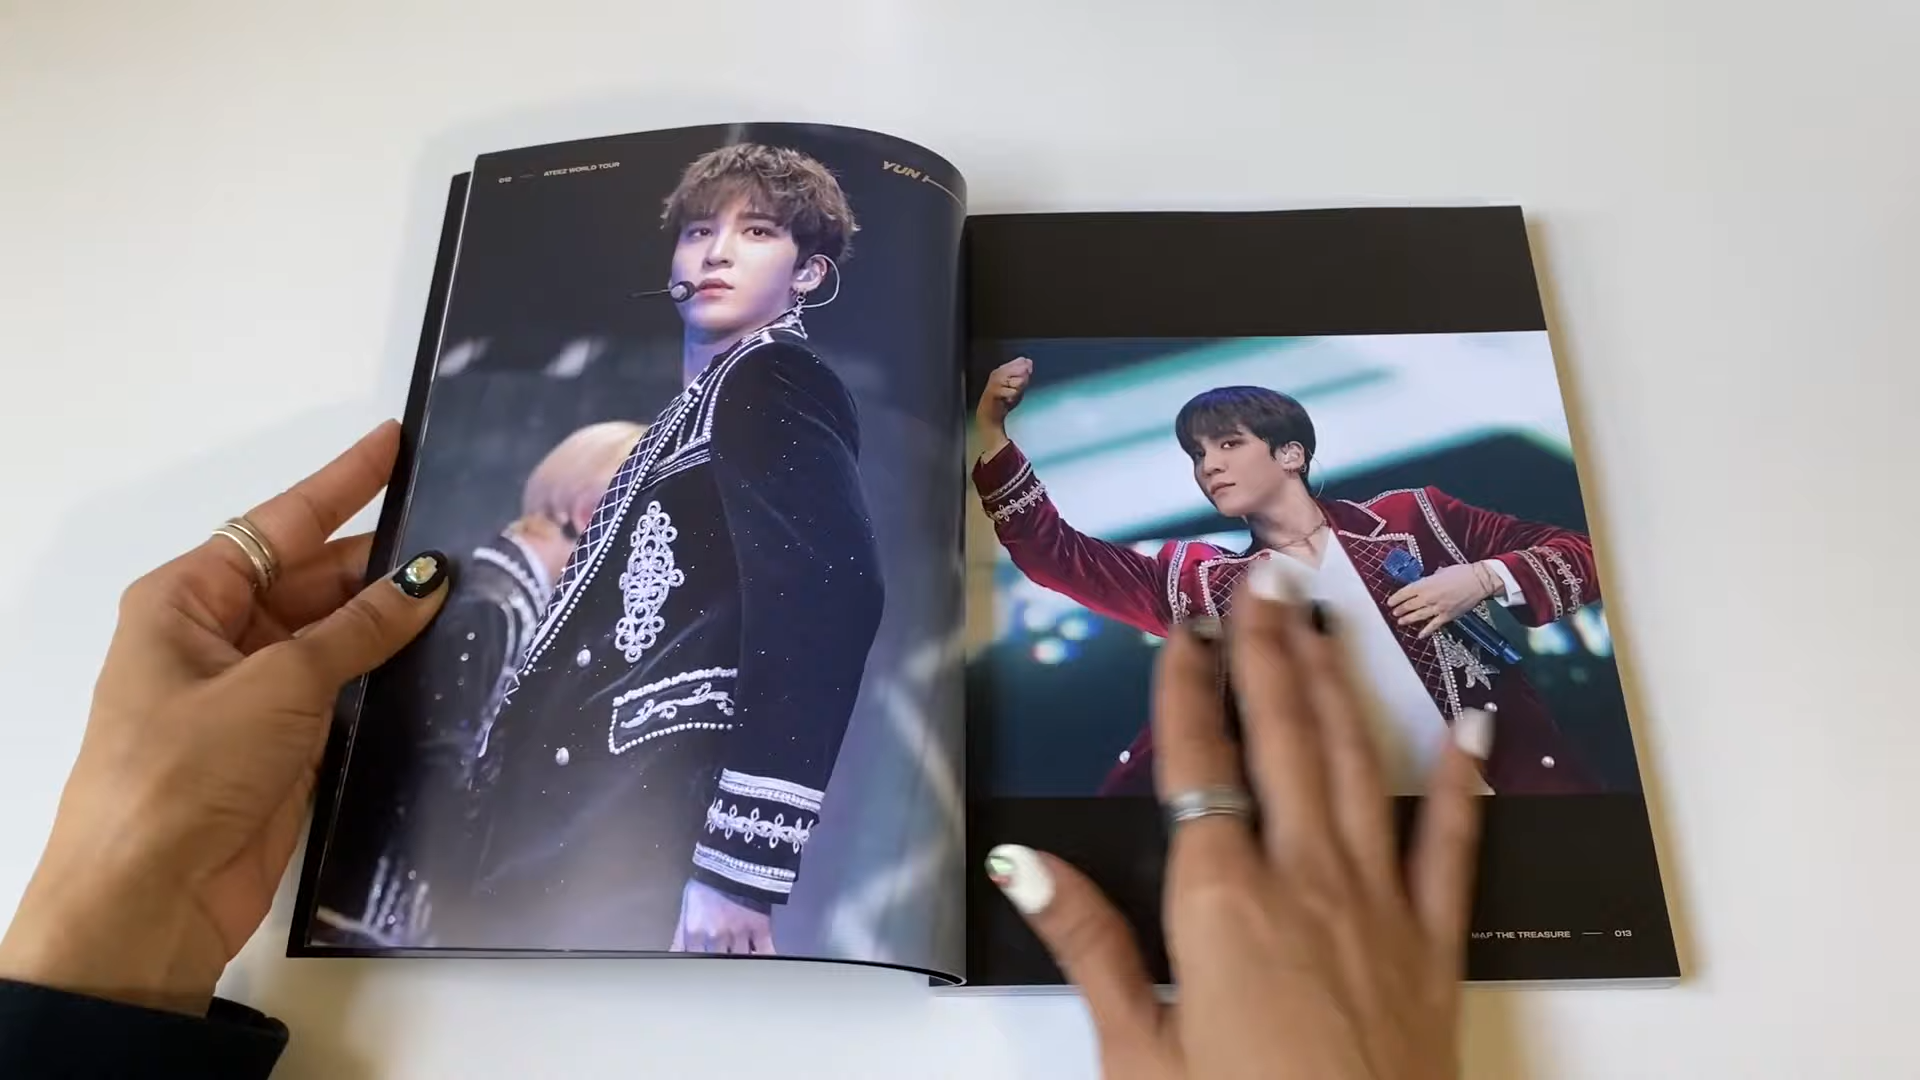 012 — ATEEZ WORLD TOUR
YUN
MAP THE TREASURE — 013